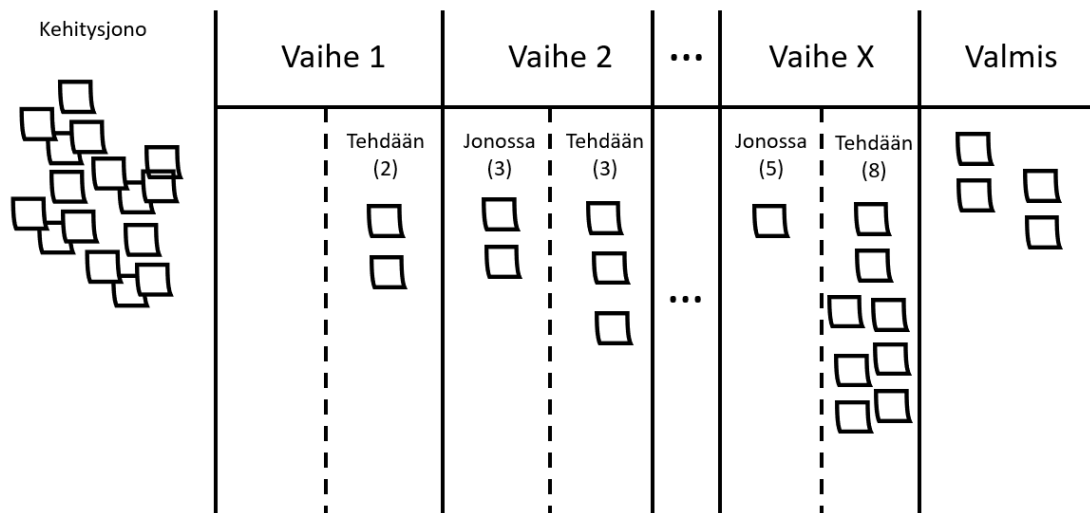 Kehitysjono
Vaihe 1
Vaihe 2
...
Vaihe X
Valmis
Tehdään
(2)
Jonossa
(3)
Tehdään
(3)
Jonossa
(5)
Tehdään
(8)
...